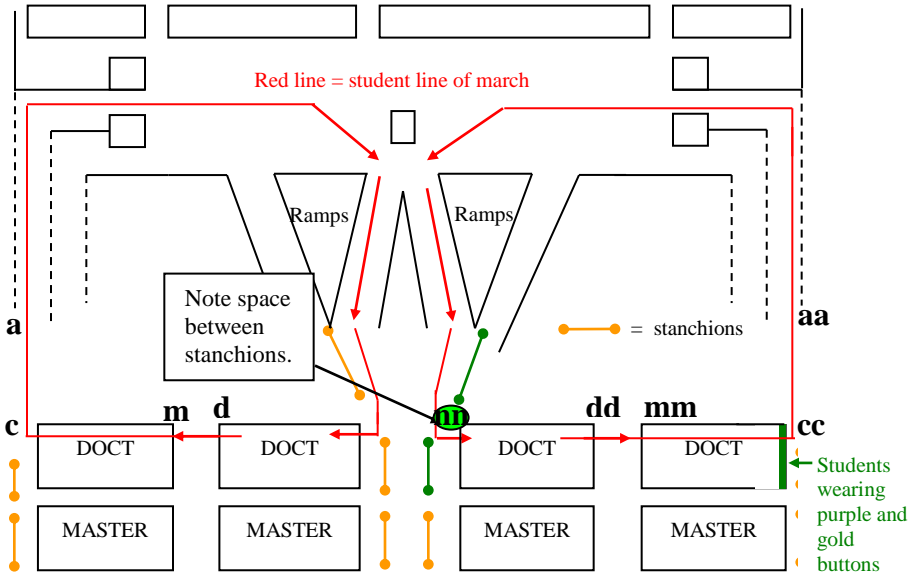 Red line = student line of march
Ramps
Ramps
Note space
between
stanchions.
= stanchions
a
aa
c
m
d
nn
dd
mm
cc
DOCT
DOCT
DOCT
DOCT
Students
wearing
purple and
gold
buttons
MASTER
MASTER
MASTER
MASTER